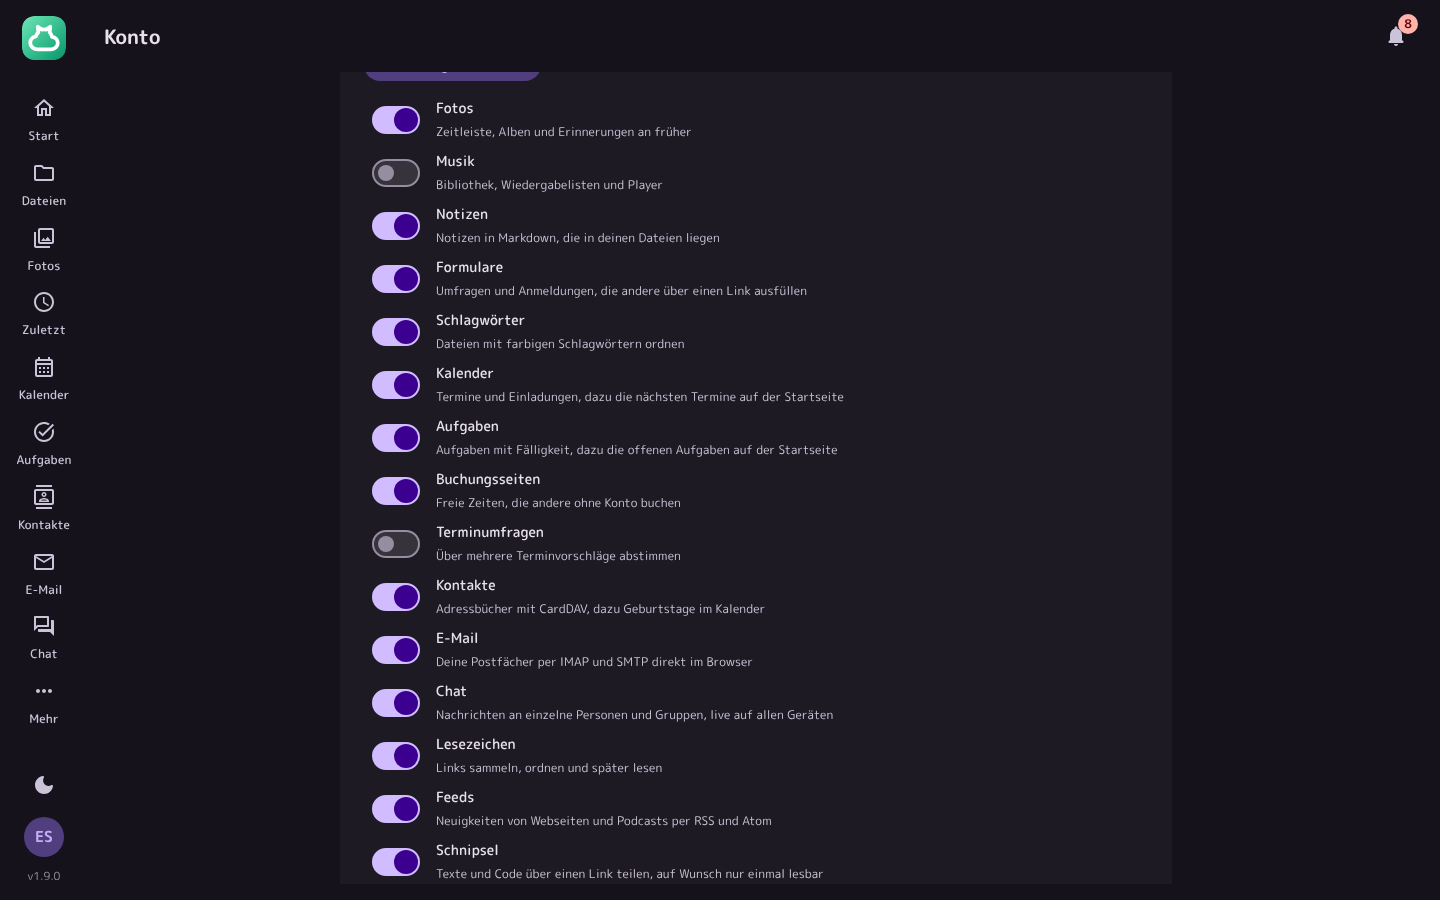 Konto
8
Start
Dateien
Fotos
Zuletzt
Kalender
Aufgaben
Kontakte
E-Mail
Chat
Mehr
ES
v1.9.0
Fotos
Zeitleiste, Alben und Erinnerungen an früher
Musik
Bibliothek, Wiedergabelisten und Player
Notizen
Notizen in Markdown, die in deinen Dateien liegen
Formulare
Umfragen und Anmeldungen, die andere über einen Link ausfüllen
Schlagwörter
Dateien mit farbigen Schlagwörtern ordnen
Kalender
Termine und Einladungen, dazu die nächsten Termine auf der Startseite
Aufgaben
Aufgaben mit Fälligkeit, dazu die offenen Aufgaben auf der Startseite
Buchungsseiten
Freie Zeiten, die andere ohne Konto buchen
Terminumfragen
Über mehrere Terminvorschläge abstimmen
Kontakte
Adressbücher mit CardDAV, dazu Geburtstage im Kalender
E-Mail
Deine Postfächer per IMAP und SMTP direkt im Browser
Chat
Nachrichten an einzelne Personen und Gruppen, live auf allen Geräten
Lesezeichen
Links sammeln, ordnen und später lesen
Feeds
Neuigkeiten von Webseiten und Podcasts per RSS und Atom
Schnipsel
Texte und Code über einen Link teilen, auf Wunsch nur einmal lesbar